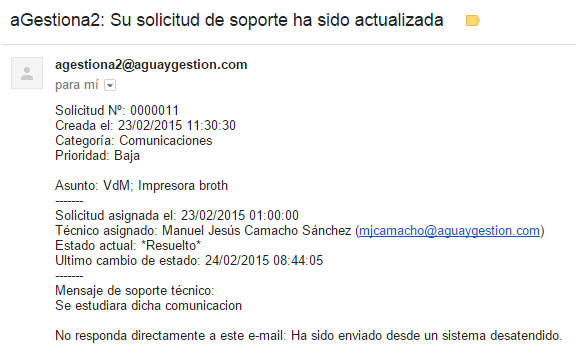 aGestiona2: Su solicitud de soporte ha sido actualizada
agestiona2@aguaygestion.com
para mí
Solicitud Nº: 0000011
Creada el: 23/02/2015 11:30:30
Categoría: Comunicaciones
Prioridad: Baja
Asunto: VdM; Impresora broth
-------
Solicitud asignada el: 23/02/2015 01:00:00
Técnico asignado: Manuel Jesús Camacho Sánchez (mjcamacho@aguaygestion.com)
Estado actual: *Resuelto*
Ultimo cambio de estado: 24/02/2015 08:44:05
-------
Mensaje de soporte técnico:
Se estudiara dicha comunicacion
No responda directamente a este e-mail: Ha sido enviado desde un sistema desatendido.